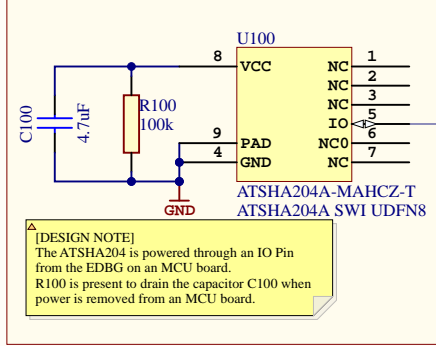 U100
8 VCC NC 1
NC 2
NC 3
IO 5
9 PAD NC0 6
4 GND NC 7
C100
4.7uF
R100
100k
GND
ATSHA204A-MAHCZ-T
ATSHA204A SWI UDFN8
[DESIGN NOTE]
The ATSHA204 is powered through an IO Pin
from the EDBG on an MCU board.
R100 is present to drain the capacitor C100 when
power is removed from an MCU board.